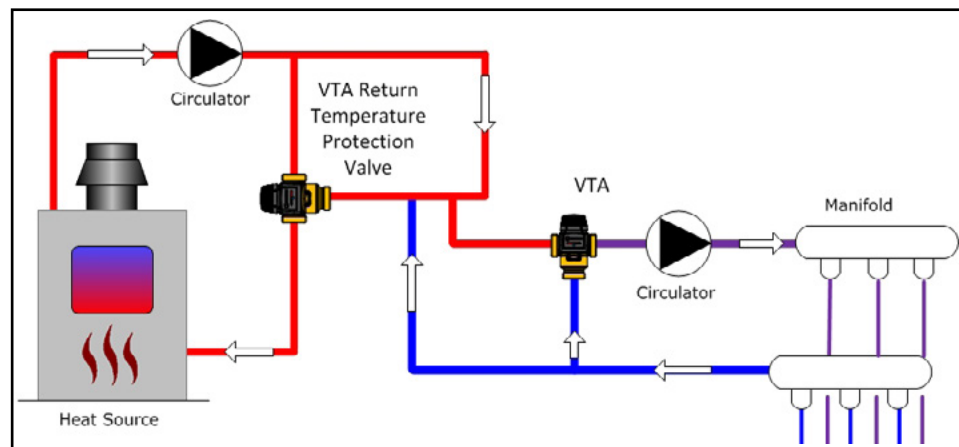 Circulator
VTA Return
Temperature
Protection
Valve
VTA
Manifold
Circulator
Heat Source